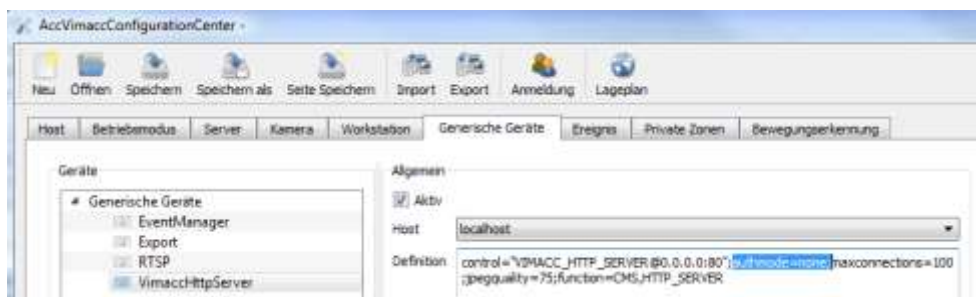 AccVimaccConfigurationCenter -
Neu Öffnen Speichern Speichern als Seite Speichern Import Export Anmeldung Lageplan
Host Betriebsmodus Server Kamera Workstation Generische Geräte Ereignis Private Zonen Bewegungserkennung
Geräte Allgemein
Generische Geräte Aktiv
EventManager Host localhost
Export
RTSP Definition control="VIMACC_HTTP_SERVER@0.0.0.0:80";authmode=none;maxconnections=100
VimaccHttpServer ;jpegquality=75;function=CMS,HTTP_SERVER